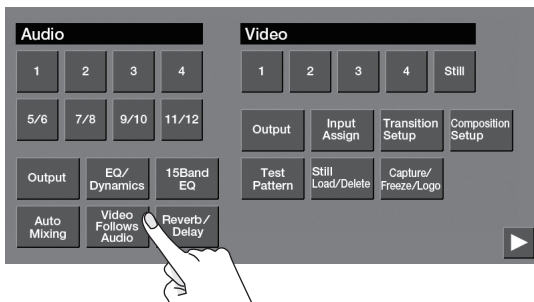 Audio
1
2
3
4
5/6
7/8
9/10
11/12
Output
EQ/
Dynamics
15Band
EQ
Auto
Mixing
Video
Follows
Audio
Reverb/
Delay
Video
1
2
3
4
Still
Output
Input
Assign
Transition
Setup
Composition
Setup
Test
Pattern
Still
Load/Delete
Capture/
Freeze/Logo